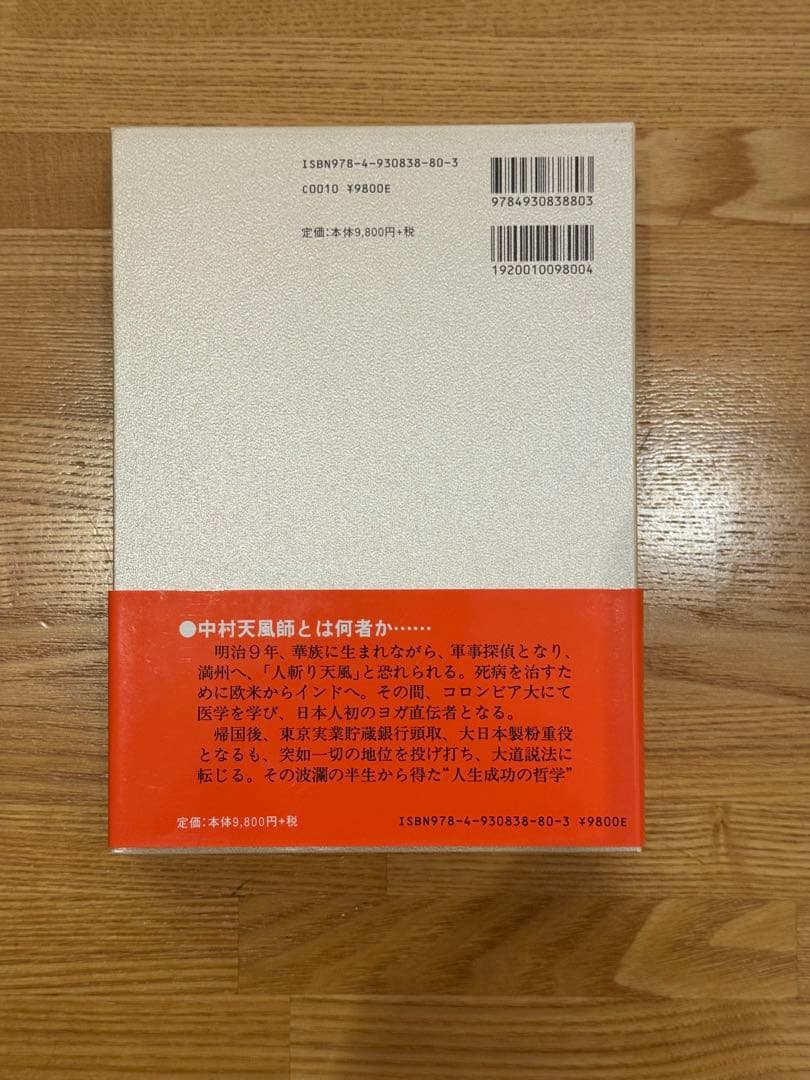 ISBN978-4-930838-80-3
C0010 ¥9800E
定価：本体9,800円+税
9784930838803
1920010098004
●中村天風師とは何者か……
明治９年、華族に生まれながら、軍事探偵となり、
満州へ、「人斬り天風」と恐れられる。死病を治すた
めに欧米からインドへ。その間、コロンビア大にて
医学を学び、日本人初のヨガ直伝者となる。
帰国後、東京実業貯蔵銀行頭取、大日本製粉重役
となるも、突如一切の地位を投げ打ち、大道説法に
転じる。その波瀾の半生から得た“人生成功の哲学”
定価：本体9,800円+税
ISBN978-4-930838-80-3 ¥9800E